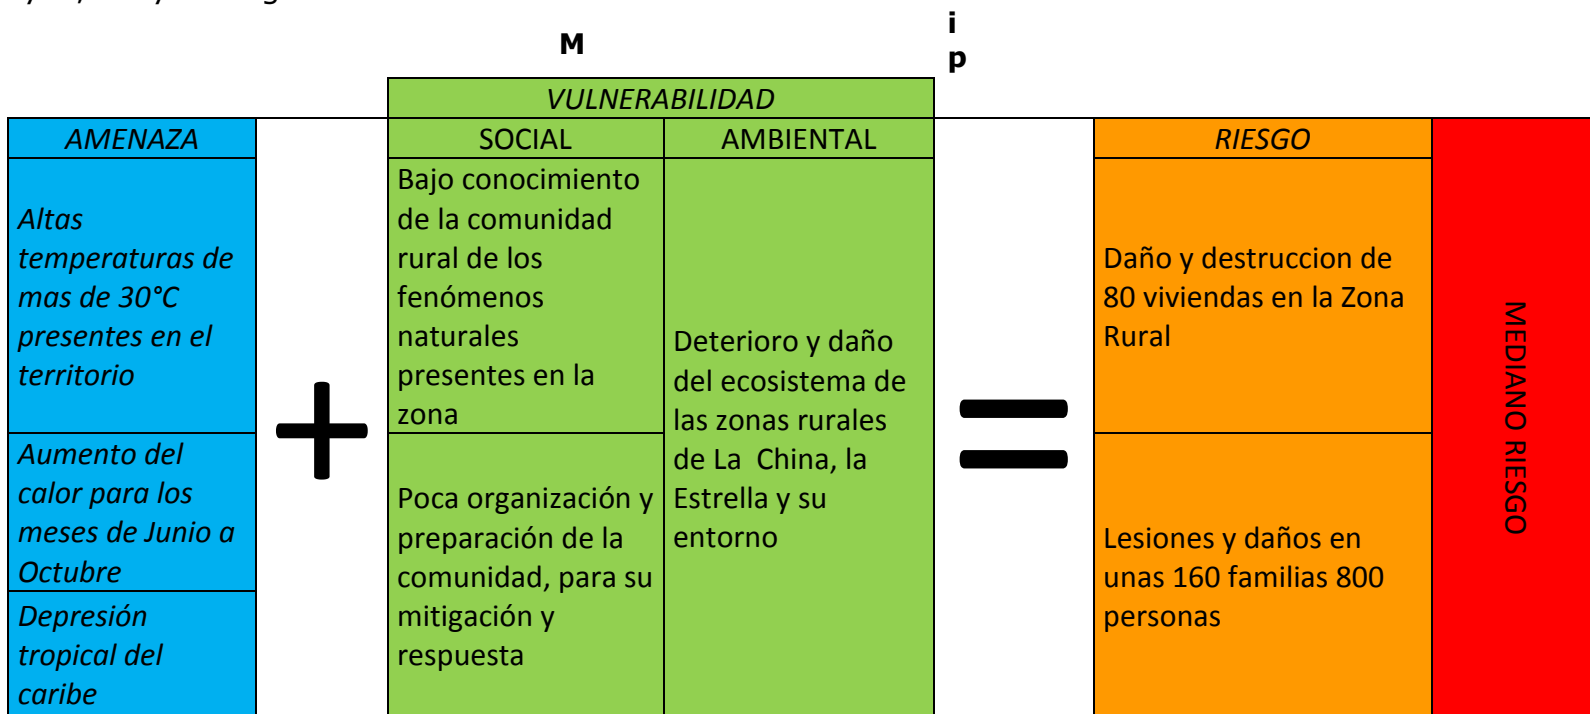 M
i
p
VULNERABILIDAD
AMENAZA
SOCIAL
AMBIENTAL
RIESGO
Altas
temperaturas de
mas de 30°C
presentes en el
territorio
Aumento del
calor para los
meses de Junio a
Octubre
Depresión
tropical del
caribe
+
Bajo conocimiento
de la comunidad
rural de los
fenómenos
naturales
presentes en la
zona
Poca organización y
preparación de la
comunidad, para su
mitigación y
respuesta
Deterioro y daño
del ecosistema de
las zonas rurales
de La China, la
Estrella y su
entorno
=
Daño y destruccion de
80 viviendas en la Zona
Rural
Lesiones y daños en
unas 160 familias 800
personas
MEDIANO RIESGO